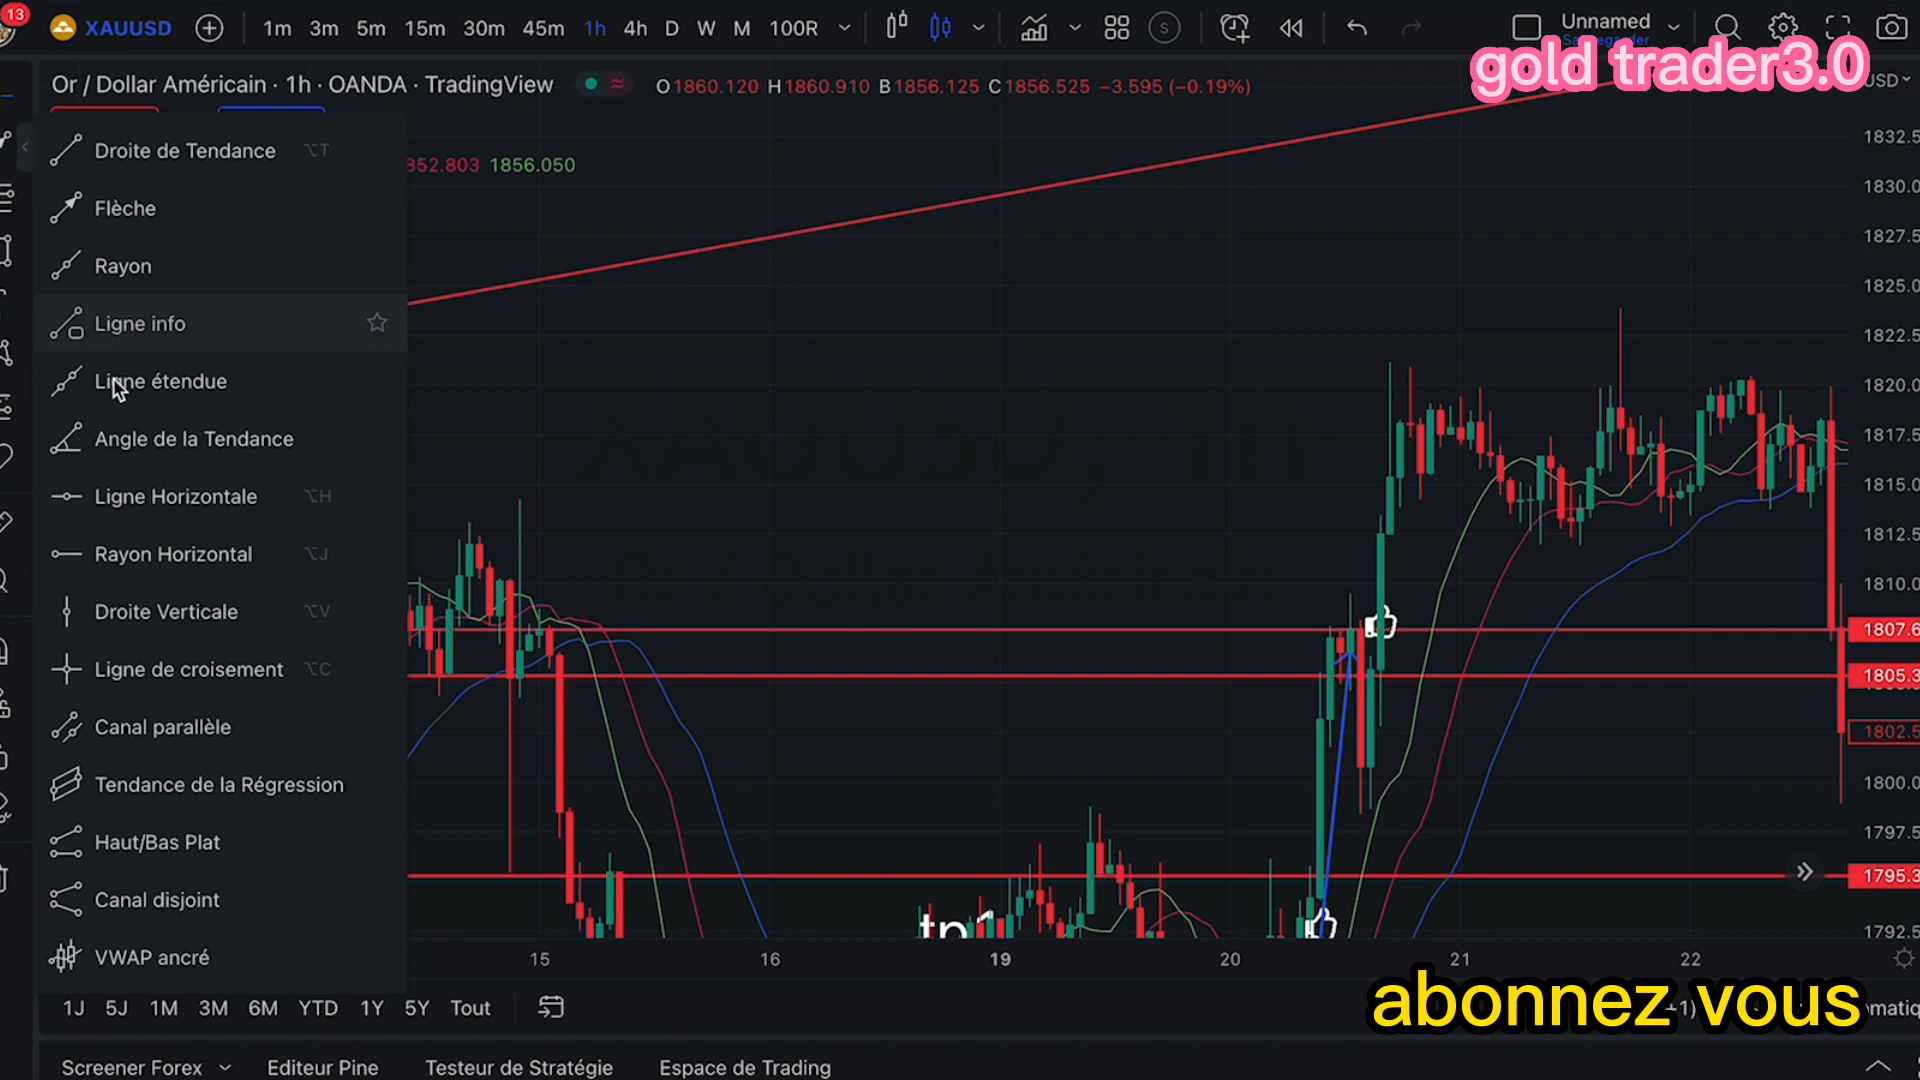 13
XAUUSD 1m 3m 5m 15m 30m 45m 1h 4h D W M 100R S Unnamed
gold trader3.0
Or / Dollar Américain · 1h · OANDA · TradingView O1860.120 H1860.910 B1856.125 C1856.525 −3.595 (−0.19%) USD
852.803 1856.050
Droite de Tendance ⌥T
Flèche
Rayon
Ligne info
Ligne étendue
Angle de la Tendance
Ligne Horizontale ⌥H
Rayon Horizontal ⌥J
Droite Verticale ⌥V
Ligne de croisement ⌥C
Canal parallèle
Tendance de la Régression
Haut/Bas Plat
Canal disjoint
VWAP ancré
1832.5
1830.0
1827.5
1825.0
1822.5
1820.0
1817.5
1815.0
1812.5
1810.0
1807.6
1805.3
1802.5
1800.0
1797.5
1795.3
1792.5
tp1
15 16 19 20 21 22
1J 5J 1M 3M 6M YTD 1Y 5Y Tout
abonnez vous
Screener Forex Editeur Pine Testeur de Stratégie Espace de Trading